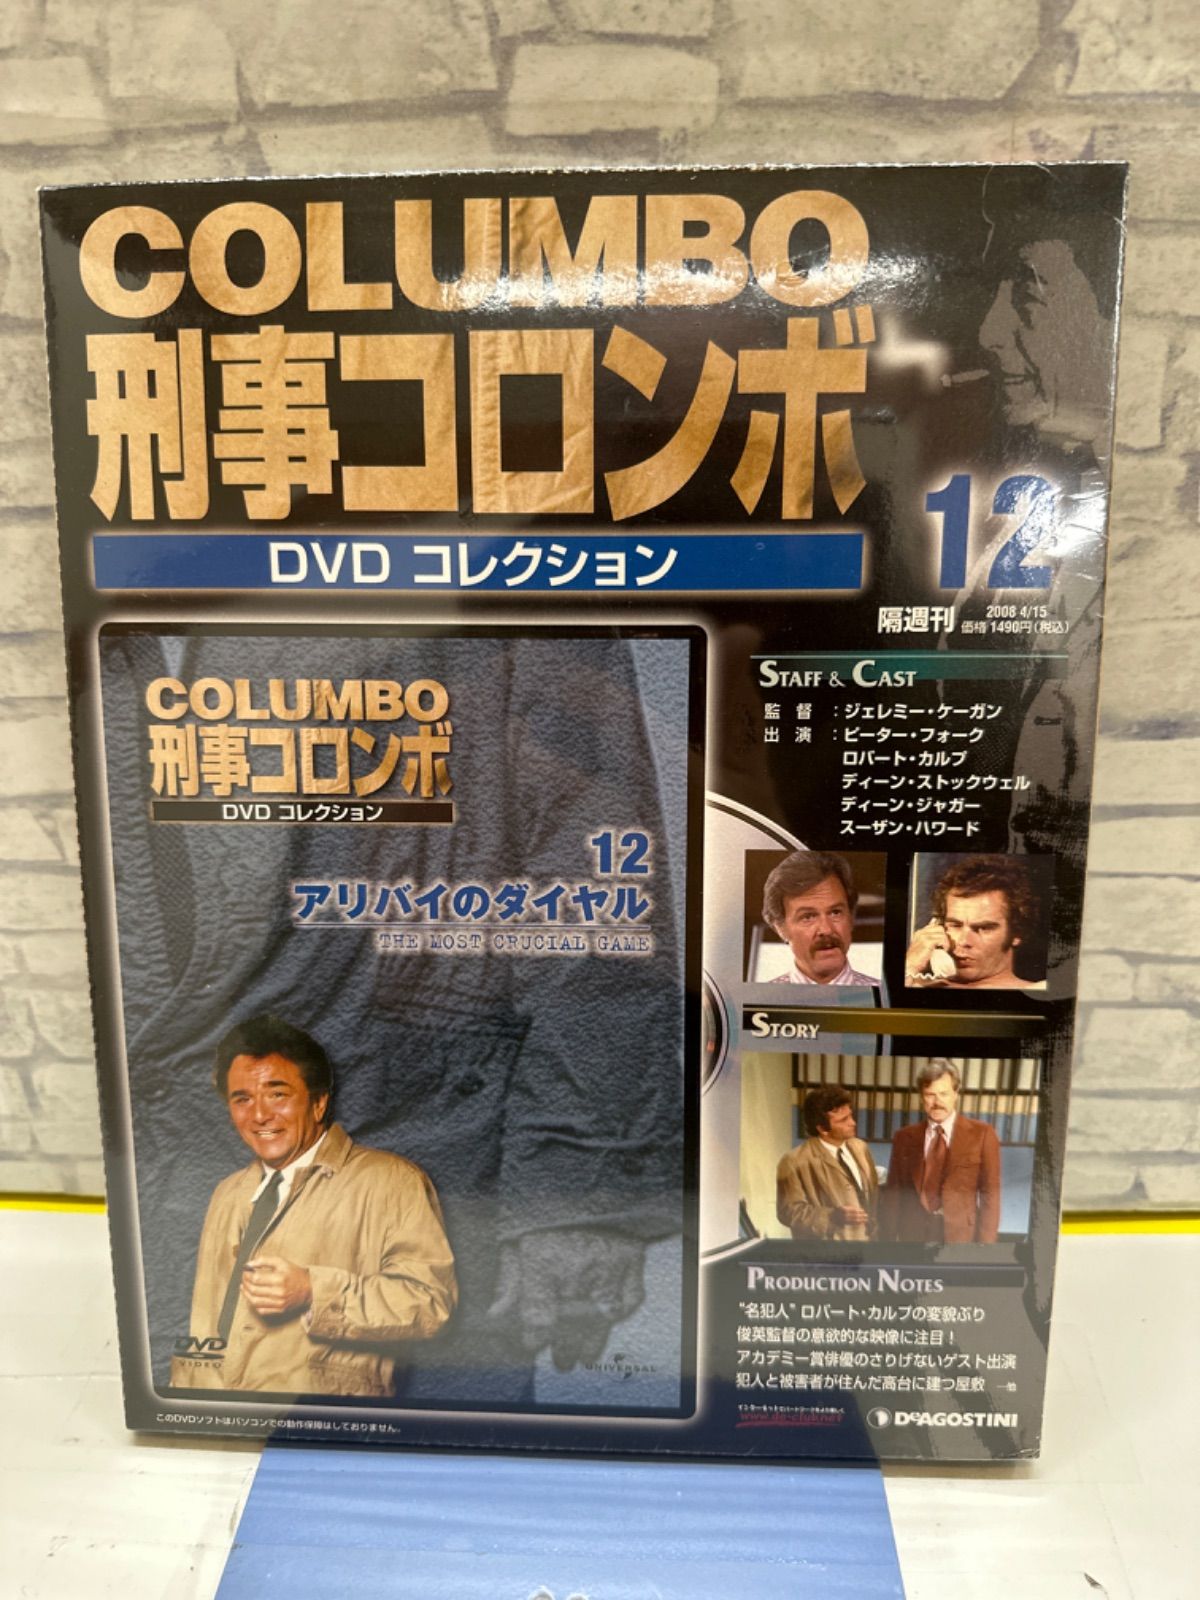 COLUMBO
刑事コロンボ
DVD コレクション
12
隔週刊
2008 4/15
価格 1490円(税込)
COLUMBO
刑事コロンボ
DVD コレクション
12
アリバイのダイヤル
THE MOST CRUCIAL GAME
DVD
VIDEO
UNIVERSAL
このDVDソフトはパソコンでの動作保障はしておりません。
STAFF & CAST
監 督 : ジェレミー・ケーガン
出 演 : ピーター・フォーク
ロバート・カルプ
ディーン・ストックウェル
ディーン・ジャガー
スーザン・ハワード
STORY
PRODUCTION NOTES
"名犯人" ロバート・カルプの変貌ぶり
俊英監督の意欲的な映像に注目!
アカデミー賞俳優のさりげないゲスト出演
犯人と被害者が住んだ高台に建つ屋敷 —他
www.de-club.net
DEAGOSTINI